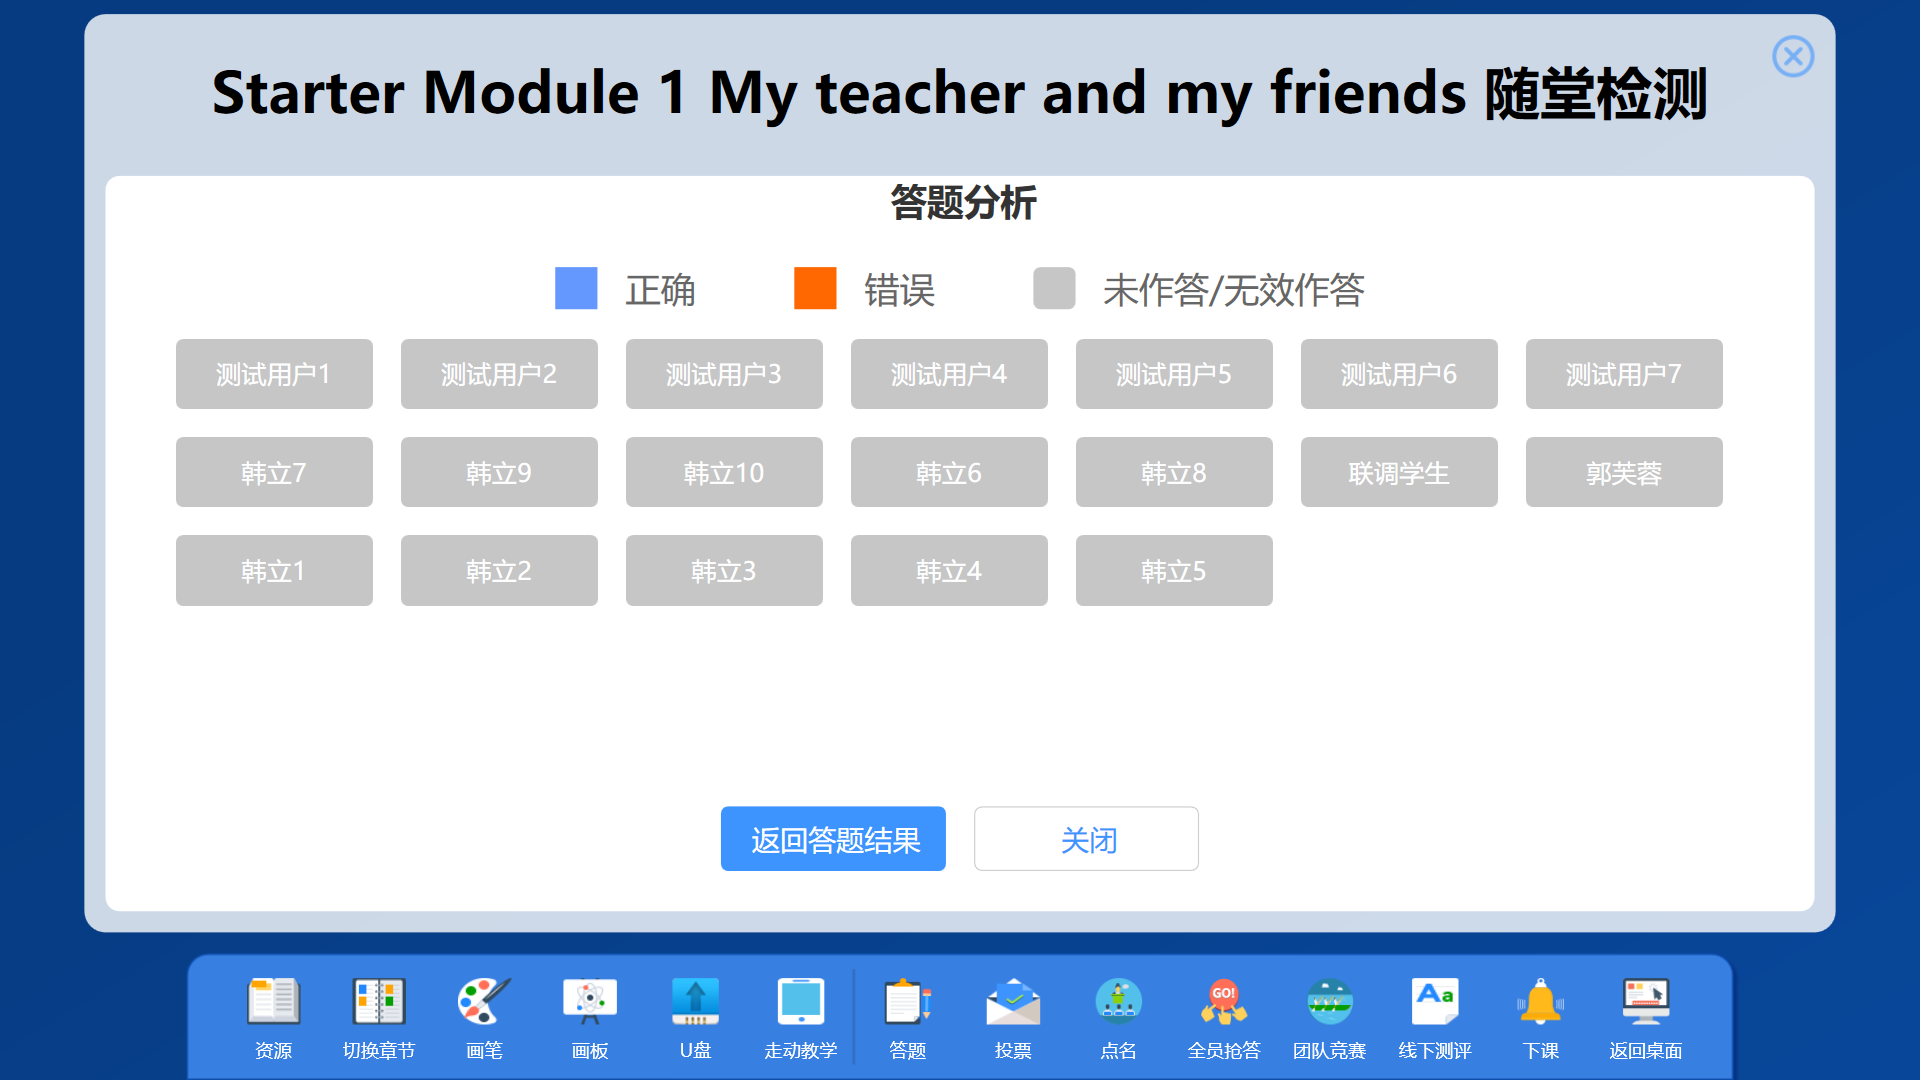 Starter Module 1 My teacher and my friends 随堂检测
答题分析
正确 错误 未作答/无效作答
测试用户1 测试用户2 测试用户3 测试用户4 测试用户5 测试用户6 测试用户7
韩立7 韩立9 韩立10 韩立6 韩立8 联调学生 郭芙蓉
韩立1 韩立2 韩立3 韩立4 韩立5
返回答题结果 关闭
GO! Aa
资源 切换章节 画笔 画板 U盘 走动教学 答题 投票 点名 全员抢答 团队竞赛 线下测评 下课 返回桌面